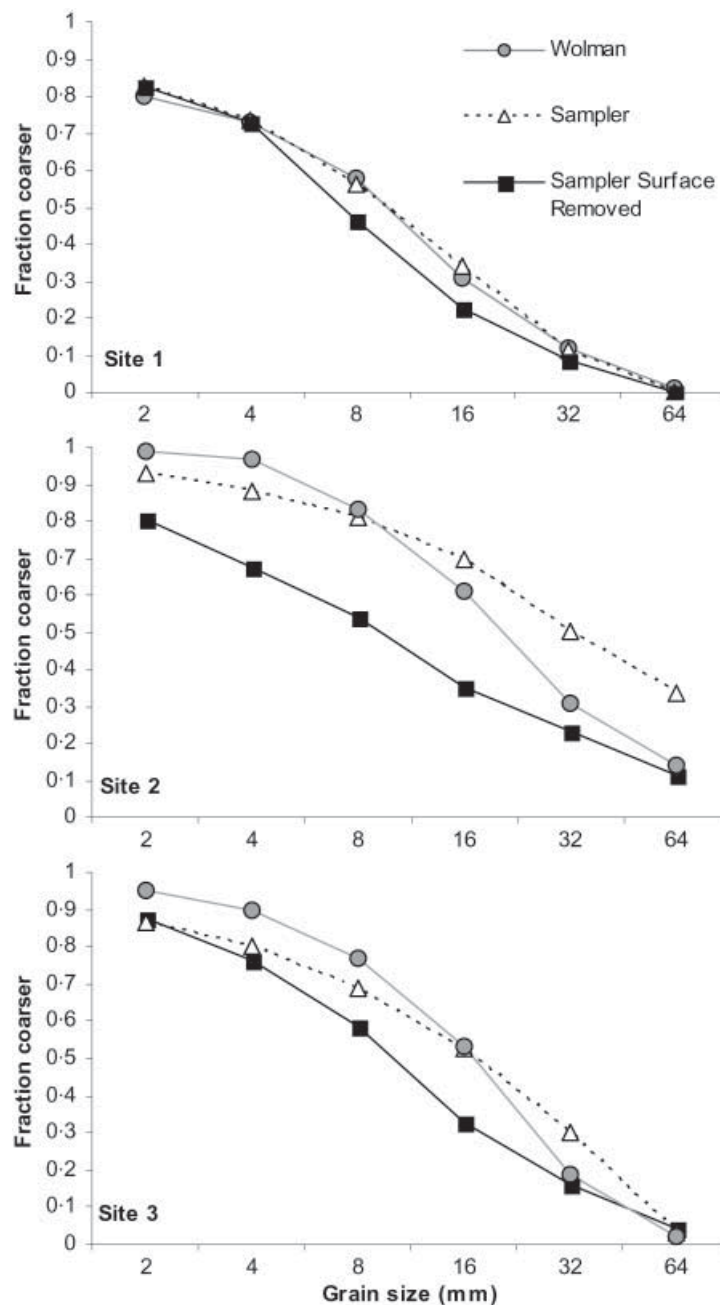 1
0·9
0·8
0·7
0·6
0·5
0·4
0·3
0·2
0·1
0
Fraction coarser
Wolman
Sampler
Sampler Surface
Removed
Site 1
2 4 8 16 32 64
1
0·9
0·8
0·7
0·6
0·5
0·4
0·3
0·2
0·1
0
Fraction coarser
Site 2
2 4 8 16 32 64
1
0·9
0·8
0·7
0·6
0·5
0·4
0·3
0·2
0·1
0
Fraction coarser
Site 3
2 4 8 16 32 64
Grain size (mm)